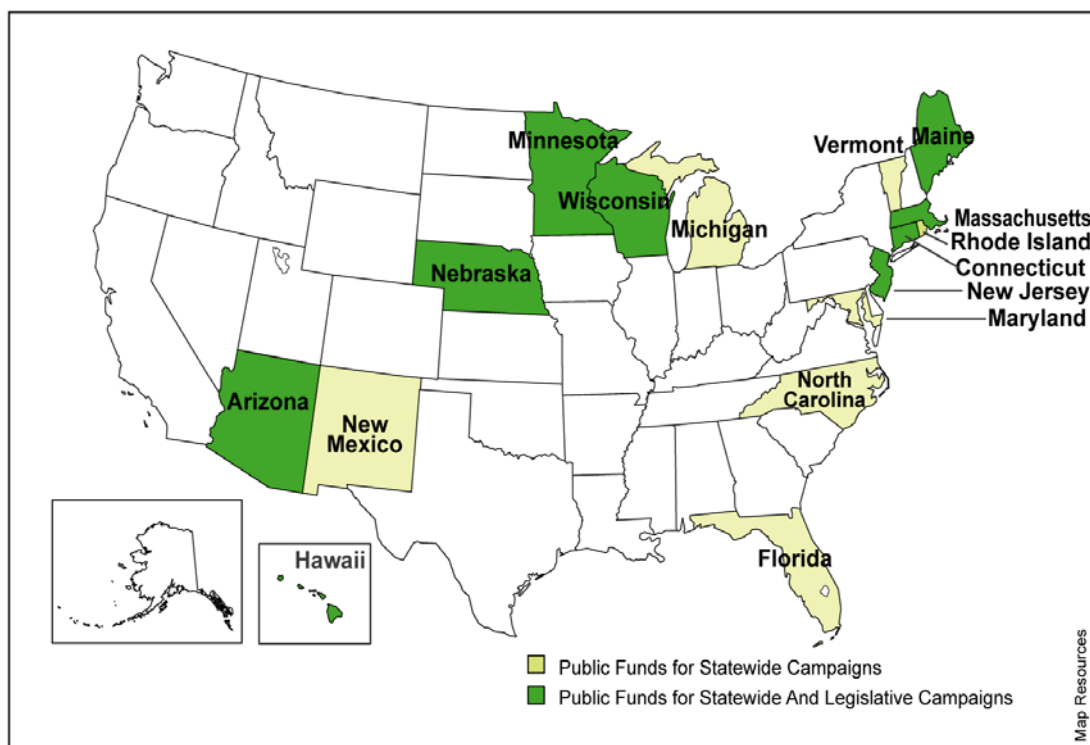 Minnesota
Vermont
Maine
Wisconsin
Michigan
Massachusetts
Rhode Island
Connecticut
Nebraska
New Jersey
Maryland
Arizona
New
Mexico
North
Carolina
Florida
Hawaii
Public Funds for Statewide Campaigns
Public Funds for Statewide And Legislative Campaigns
Map Resources